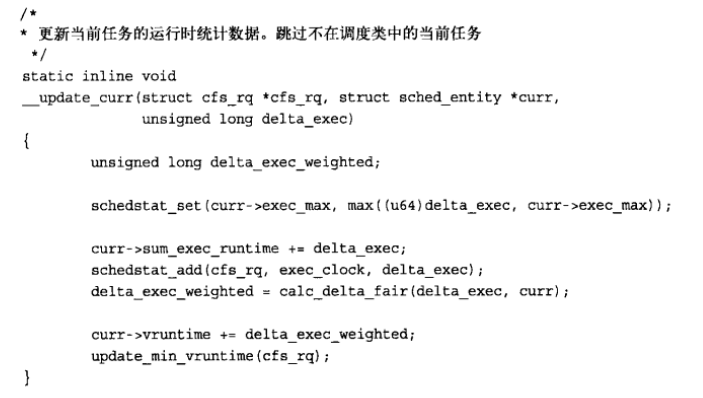 /*
* 更新当前任务的运行时统计数据。跳过不在调度类中的当前任务
*/
static inline void
__update_curr(struct cfs_rq *cfs_rq, struct sched_entity *curr,
unsigned long delta_exec)
{
unsigned long delta_exec_weighted;
schedstat_set(curr->exec_max, max((u64)delta_exec, curr->exec_max));
curr->sum_exec_runtime += delta_exec;
schedstat_add(cfs_rq, exec_clock, delta_exec);
delta_exec_weighted = calc_delta_fair(delta_exec, curr);
curr->vruntime += delta_exec_weighted;
update_min_vruntime(cfs_rq);
}